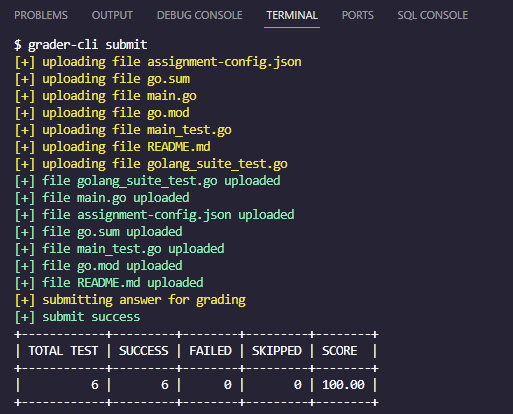 PROBLEMS OUTPUT DEBUG CONSOLE TERMINAL PORTS SQL CONSOLE
$ grader-cli submit
[+] uploading file assignment-config.json
[+] uploading file go.sum
[+] uploading file main.go
[+] uploading file go.mod
[+] uploading file main_test.go
[+] uploading file README.md
[+] uploading file golang_suite_test.go
[+] file golang_suite_test.go uploaded
[+] file main.go uploaded
[+] file assignment-config.json uploaded
[+] file go.sum uploaded
[+] file main_test.go uploaded
[+] file go.mod uploaded
[+] file README.md uploaded
[+] submitting answer for grading
[+] submit success
+------------+---------+--------+---------+--------+
| TOTAL TEST | SUCCESS | FAILED | SKIPPED | SCORE  |
+------------+---------+--------+---------+--------+
|          6 |       6 |      0 |       0 | 100.00 |
+------------+---------+--------+---------+--------+